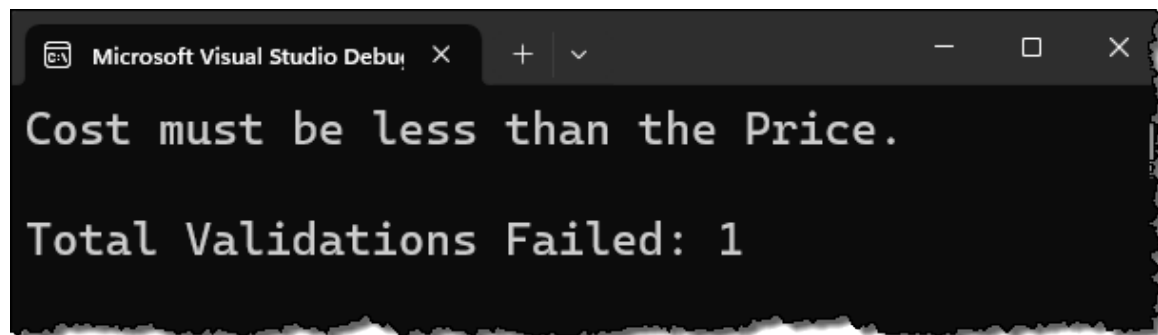 Microsoft Visual Studio Debu
Cost must be less than the Price.
Total Validations Failed: 1